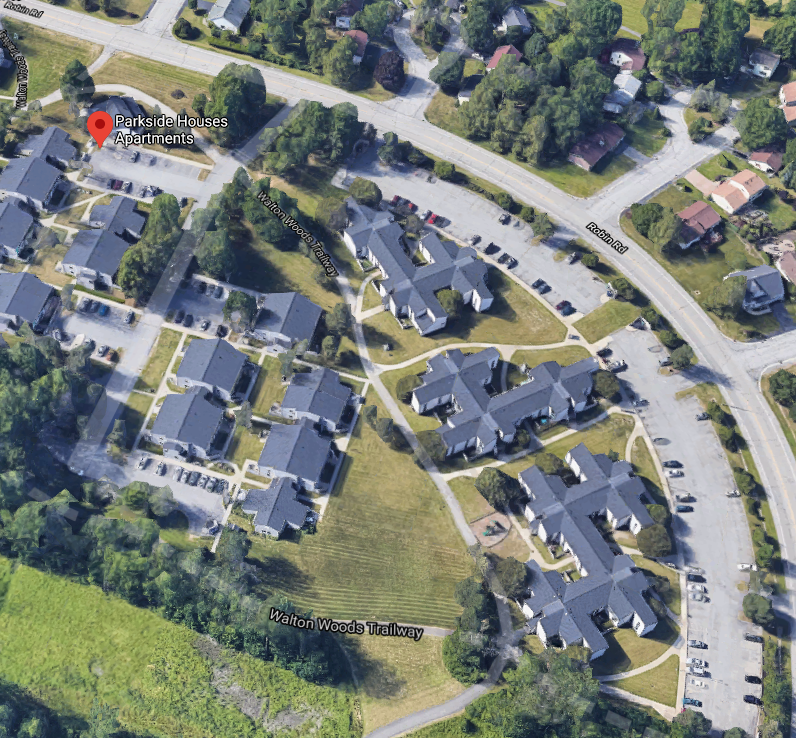 Robin Rd
Walton Woods
Parkside Houses
Apartments
Walton Woods Trailway
Robin Rd
Walton Woods Trailway